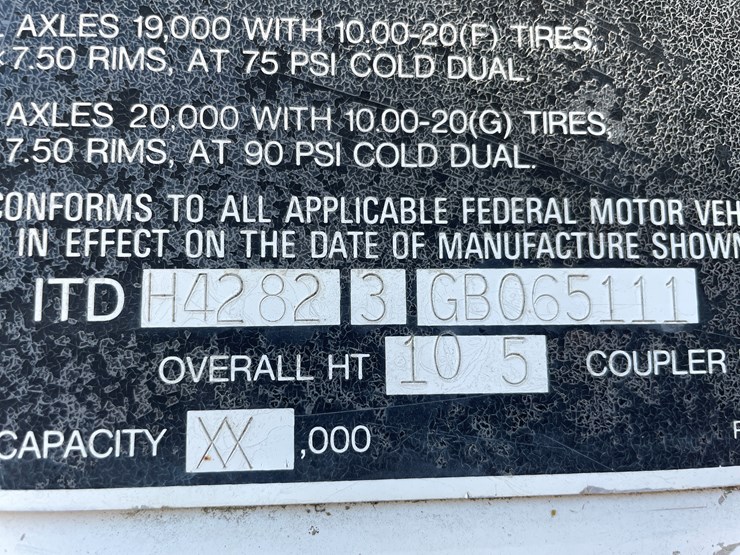 AXLES 19,000 WITH 10.00-20(F) TIRES,
7.50 RIMS, AT 75 PSI COLD DUAL.
AXLES 20,000 WITH 10.00-20(G) TIRES,
7.50 RIMS, AT 90 PSI COLD DUAL.
CONFORMS TO ALL APPLICABLE FEDERAL MOTOR VEH
IN EFFECT ON THE DATE OF MANUFACTURE SHOWN
ITD H4282 3 GB065111
OVERALL HT 10 5 COUPLER
CAPACITY XX ,000